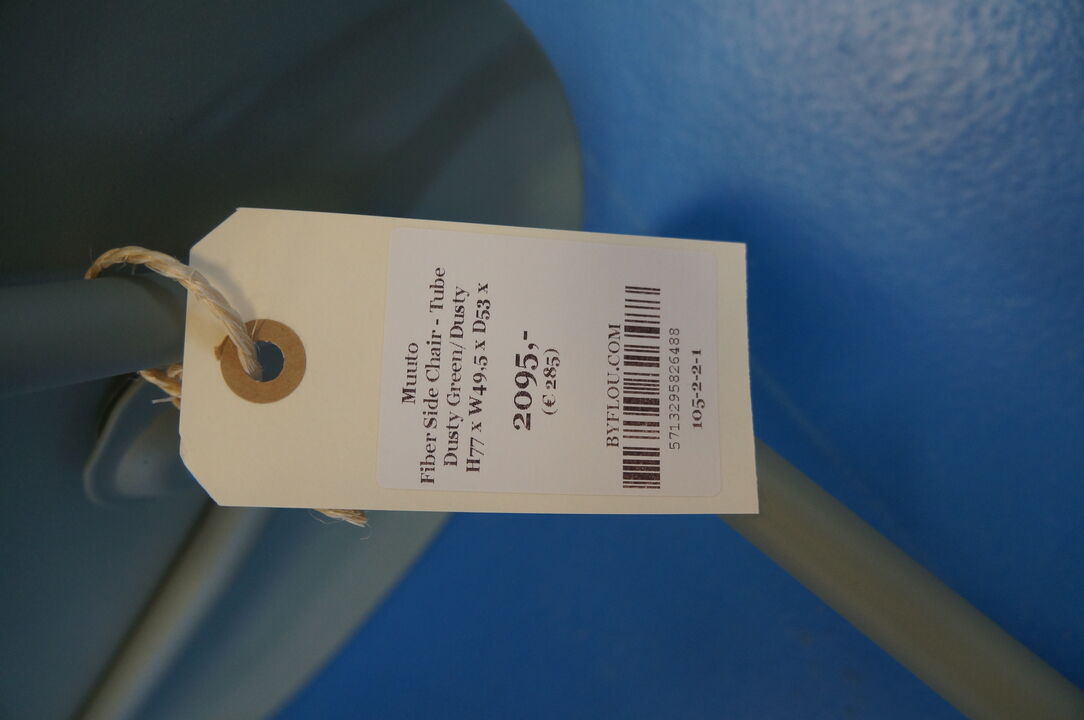 Muuto
Fiber Side Chair - Tube
Dusty Green/Dusty
H77 x W49,5 x D53 x
2095,-
(€ 285)
BYFLOU.COM
5713295826488
105-2-2-1